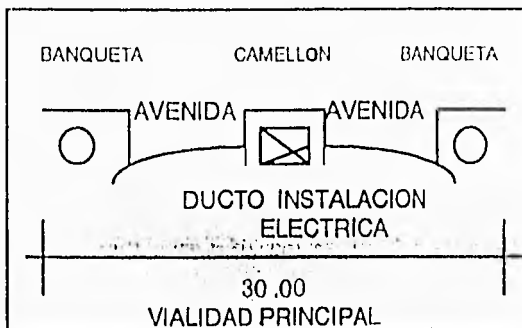 BANQUETA CAMELLON BANQUETA
AVENIDA AVENIDA
DUCTO INSTALACION
ELECTRICA
30.00
VIALIDAD PRINCIPAL